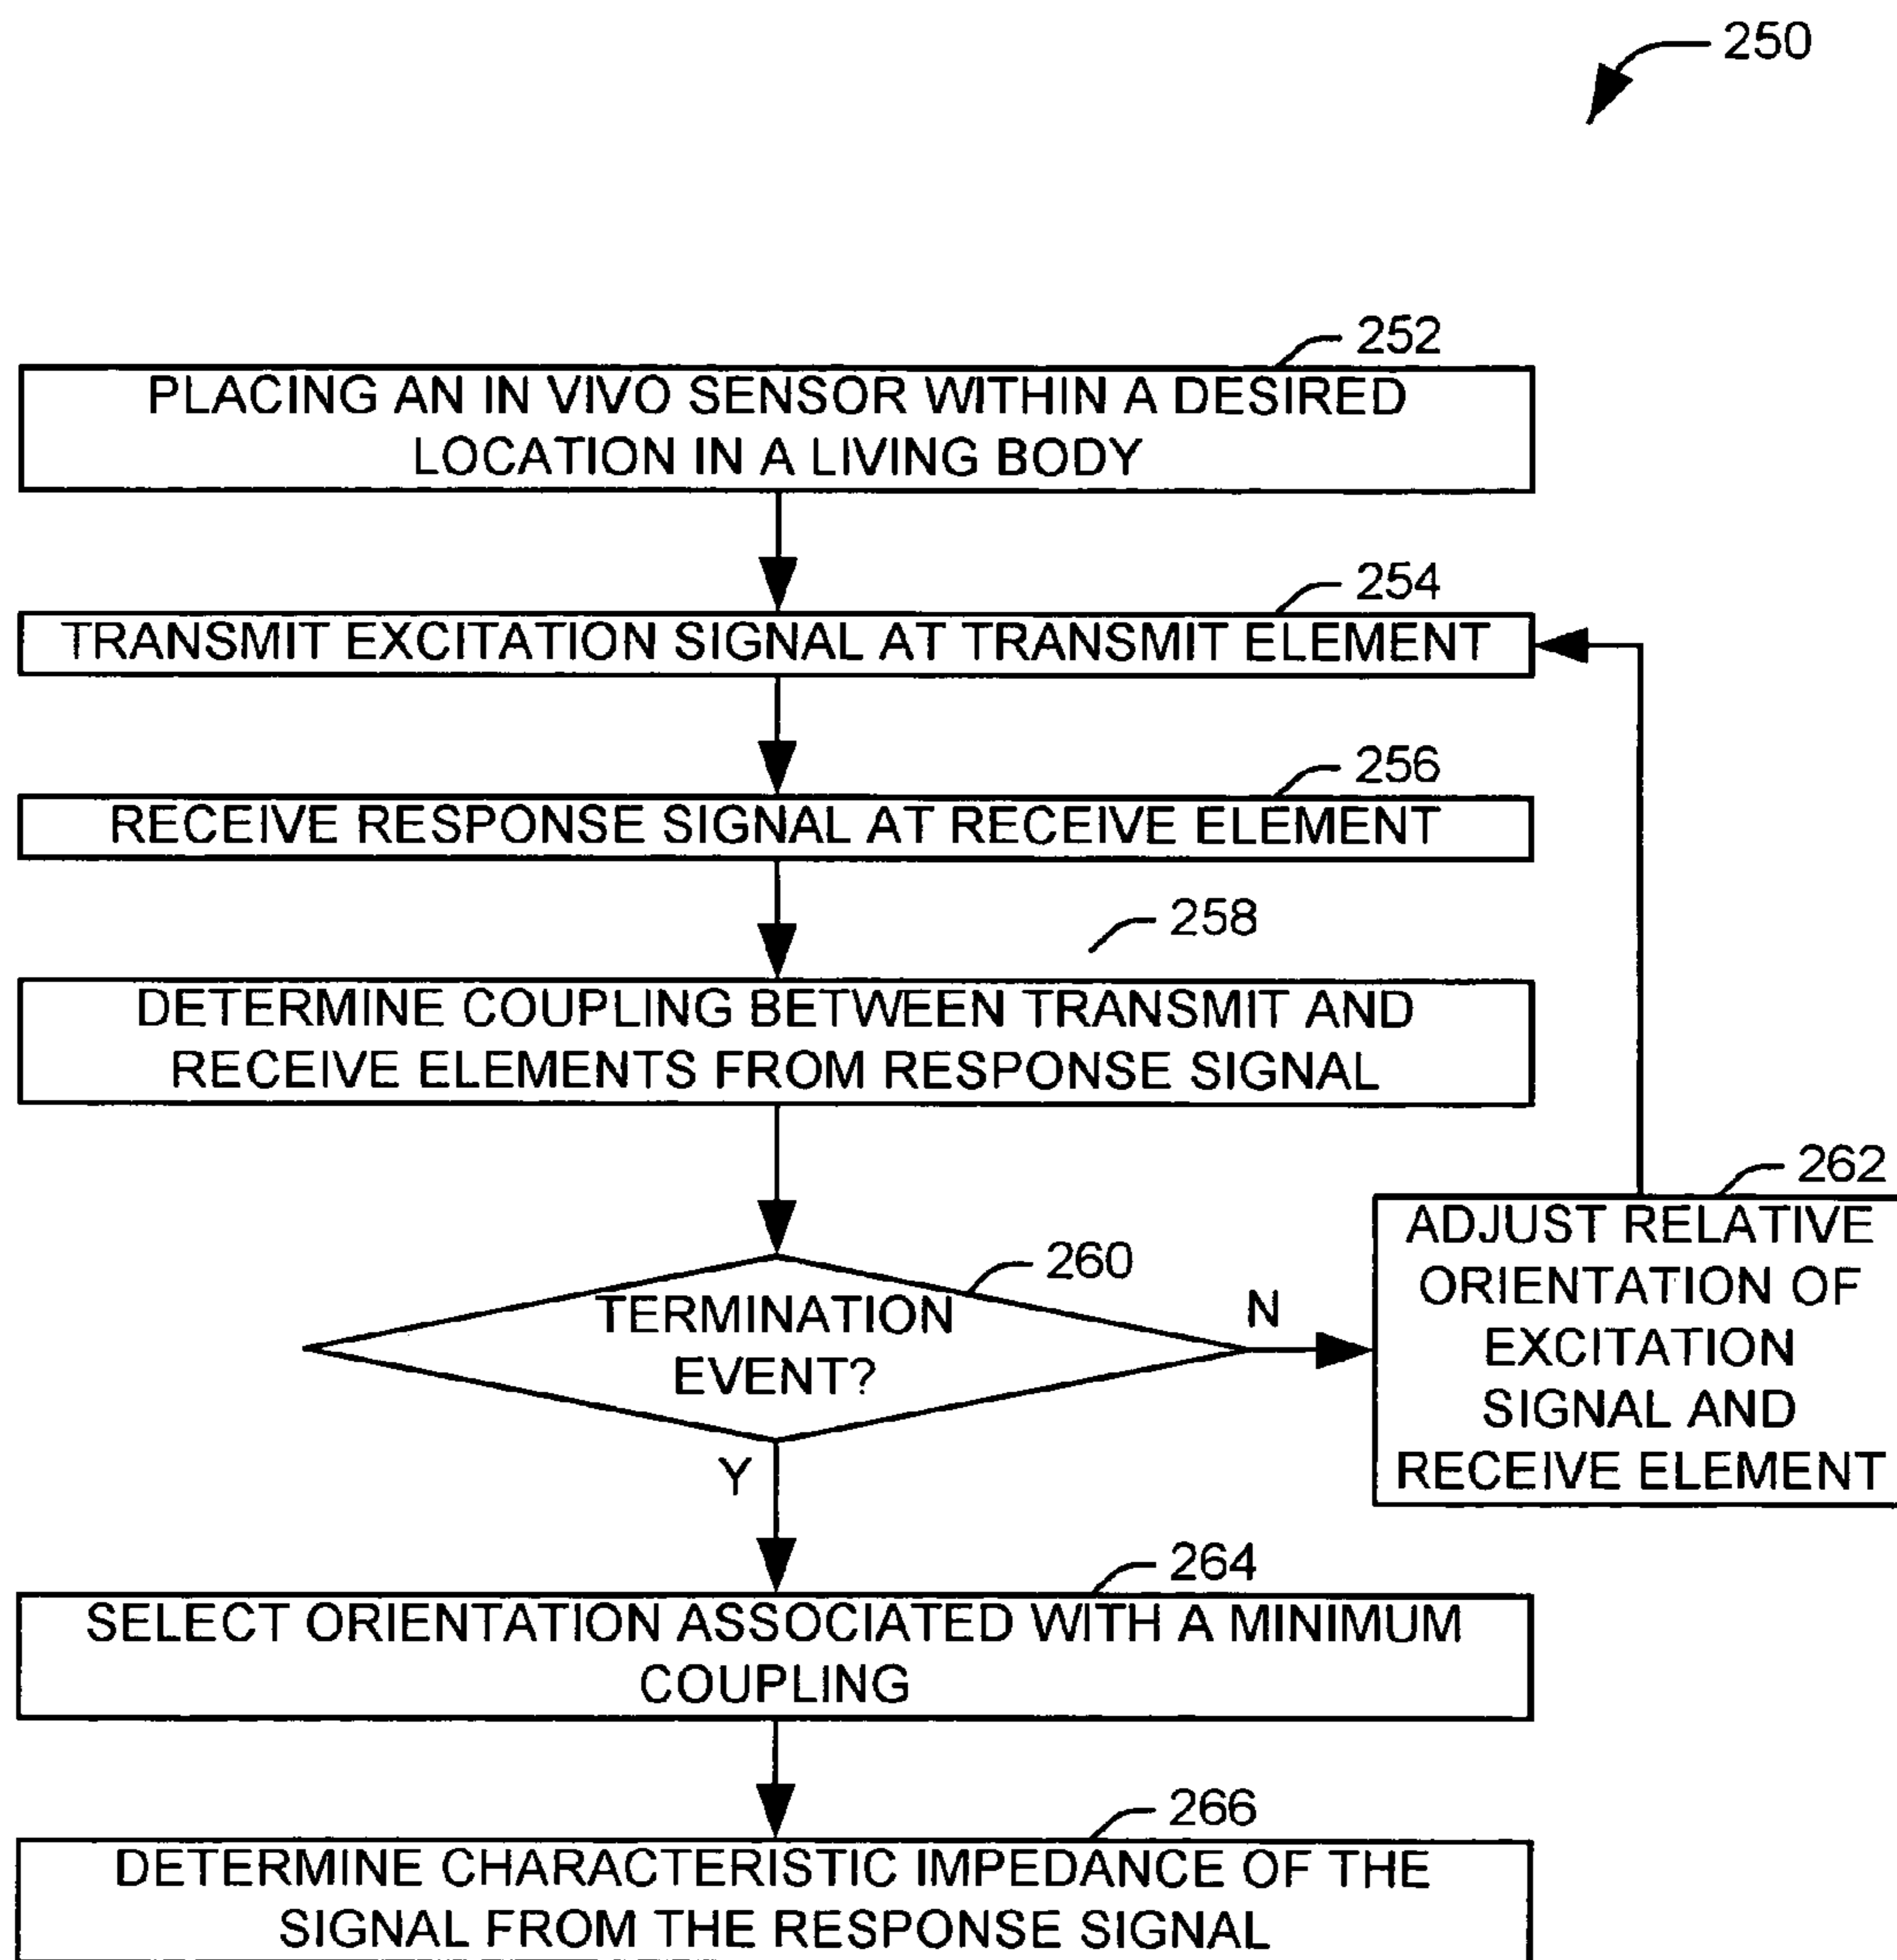 250
252
PLACING AN IN VIVO SENSOR WITHIN A DESIRED
LOCATION IN A LIVING BODY
254
TRANSMIT EXCITATION SIGNAL AT TRANSMIT ELEMENT
256
RECEIVE RESPONSE SIGNAL AT RECEIVE ELEMENT
258
DETERMINE COUPLING BETWEEN TRANSMIT AND
RECEIVE ELEMENTS FROM RESPONSE SIGNAL
260
TERMINATION
EVENT?
N
262
ADJUST RELATIVE
ORIENTATION OF
EXCITATION
SIGNAL AND
RECEIVE ELEMENT
Y
264
SELECT ORIENTATION ASSOCIATED WITH A MINIMUM
COUPLING
266
DETERMINE CHARACTERISTIC IMPEDANCE OF THE
SIGNAL FROM THE RESPONSE SIGNAL